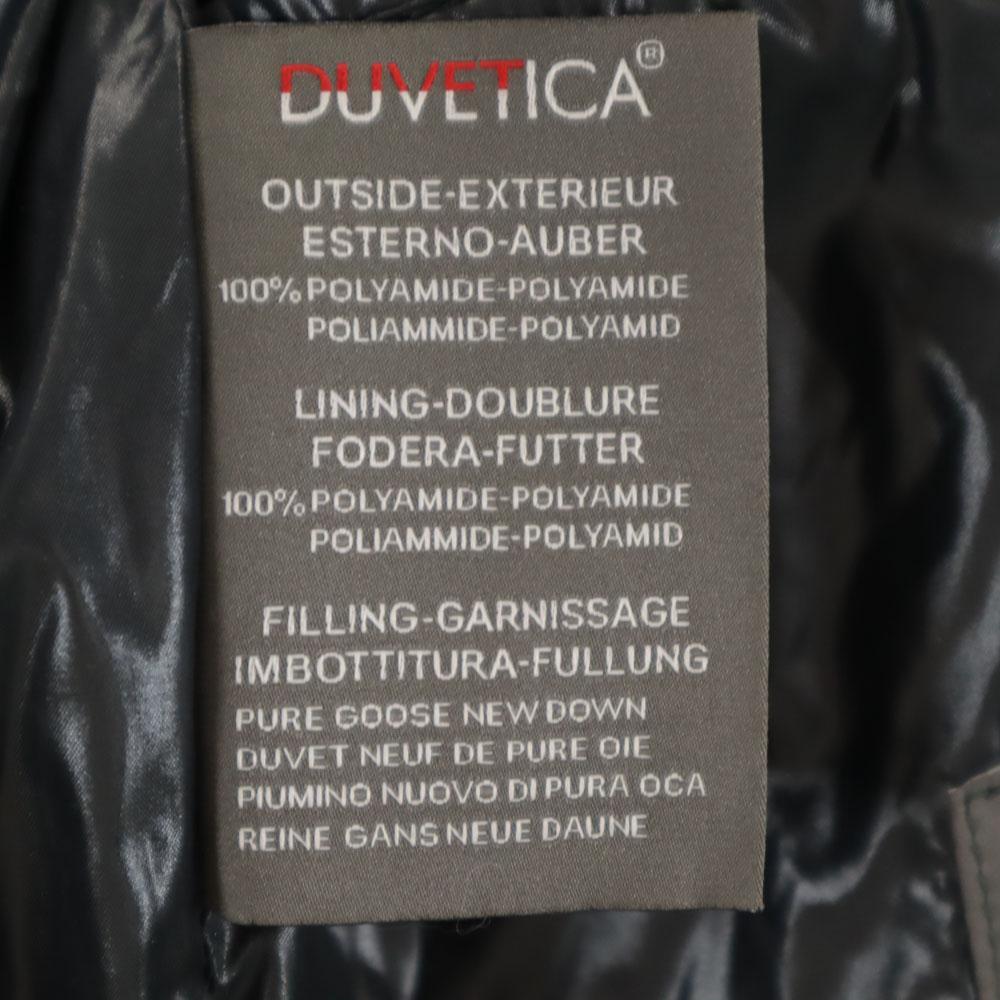 DUVETICA®
OUTSIDE-EXTERIEUR
ESTERNO-AUBER
100% POLYAMIDE-POLYAMIDE
POLIAMMIDE-POLYAMID
LINING-DOUBLURE
FODERA-FUTTER
100% POLYAMIDE-POLYAMIDE
POLIAMMIDE-POLYAMID
FILLING-GARNISSAGE
IMBOTTITURA-FULLUNG
PURE GOOSE NEW DOWN
DUVET NEUF DE PURE OIE
PIUMINO NUOVO DI PURA OCA
REINE GANS NEUE DAUNE